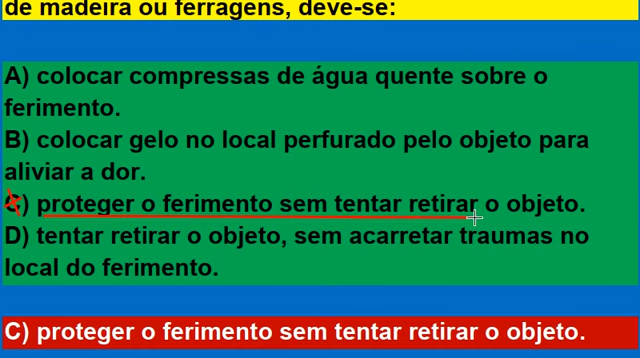 de madeira ou ferragens, deve-se:
A) colocar compressas de água quente sobre o
ferimento.
B) colocar gelo no local perfurado pelo objeto para
aliviar a dor.
C) proteger o ferimento sem tentar retirar o objeto.
D) tentar retirar o objeto, sem acarretar traumas no
local do ferimento.
C) proteger o ferimento sem tentar retirar o objeto.